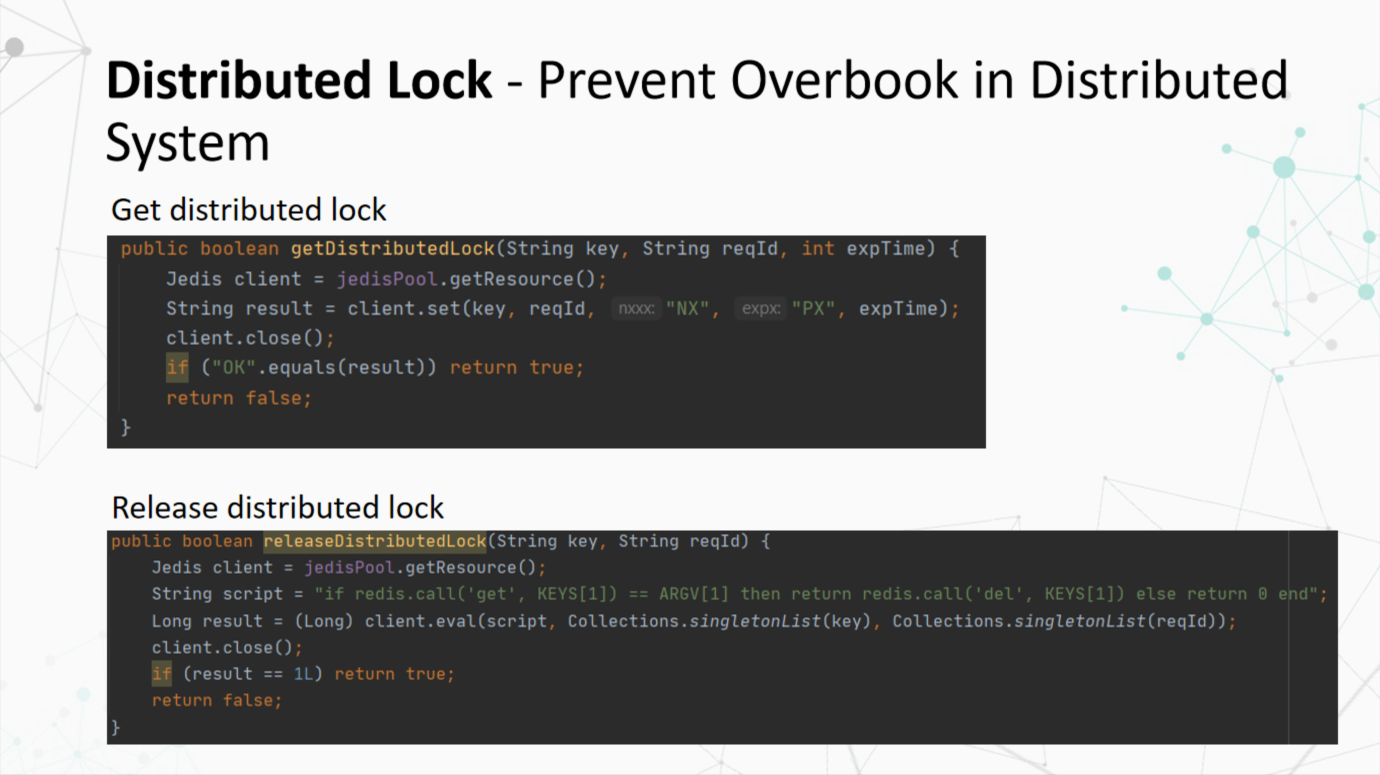 Distributed Lock - Prevent Overbook in Distributed
System
Get distributed lock
public boolean getDistributedLock(String key, String reqId, int expTime) {
Jedis client = jedisPool.getResource();
String result = client.set(key, reqId, nxxx: "NX", expx: "PX", expTime);
client.close();
if ("OK".equals(result)) return true;
return false;
}
Release distributed lock
public boolean releaseDistributedLock(String key, String reqId) {
Jedis client = jedisPool.getResource();
String script = "if redis.call('get', KEYS[1]) == ARGV[1] then return redis.call('del', KEYS[1]) else return 0 end";
Long result = (Long) client.eval(script, Collections.singletonList(key), Collections.singletonList(reqId));
client.close();
if (result == 1L) return true;
return false;
}